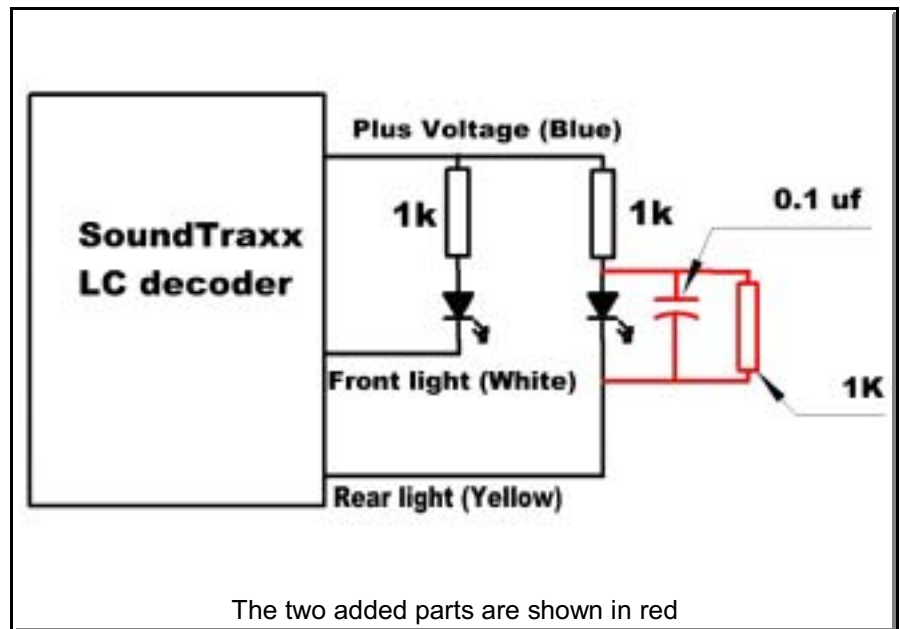 Plus Voltage (Blue)
0.1 uf
1k
1k
SoundTraxx
LC decoder
Front light (White)
1K
Rear light (Yellow)
The two added parts are shown in red